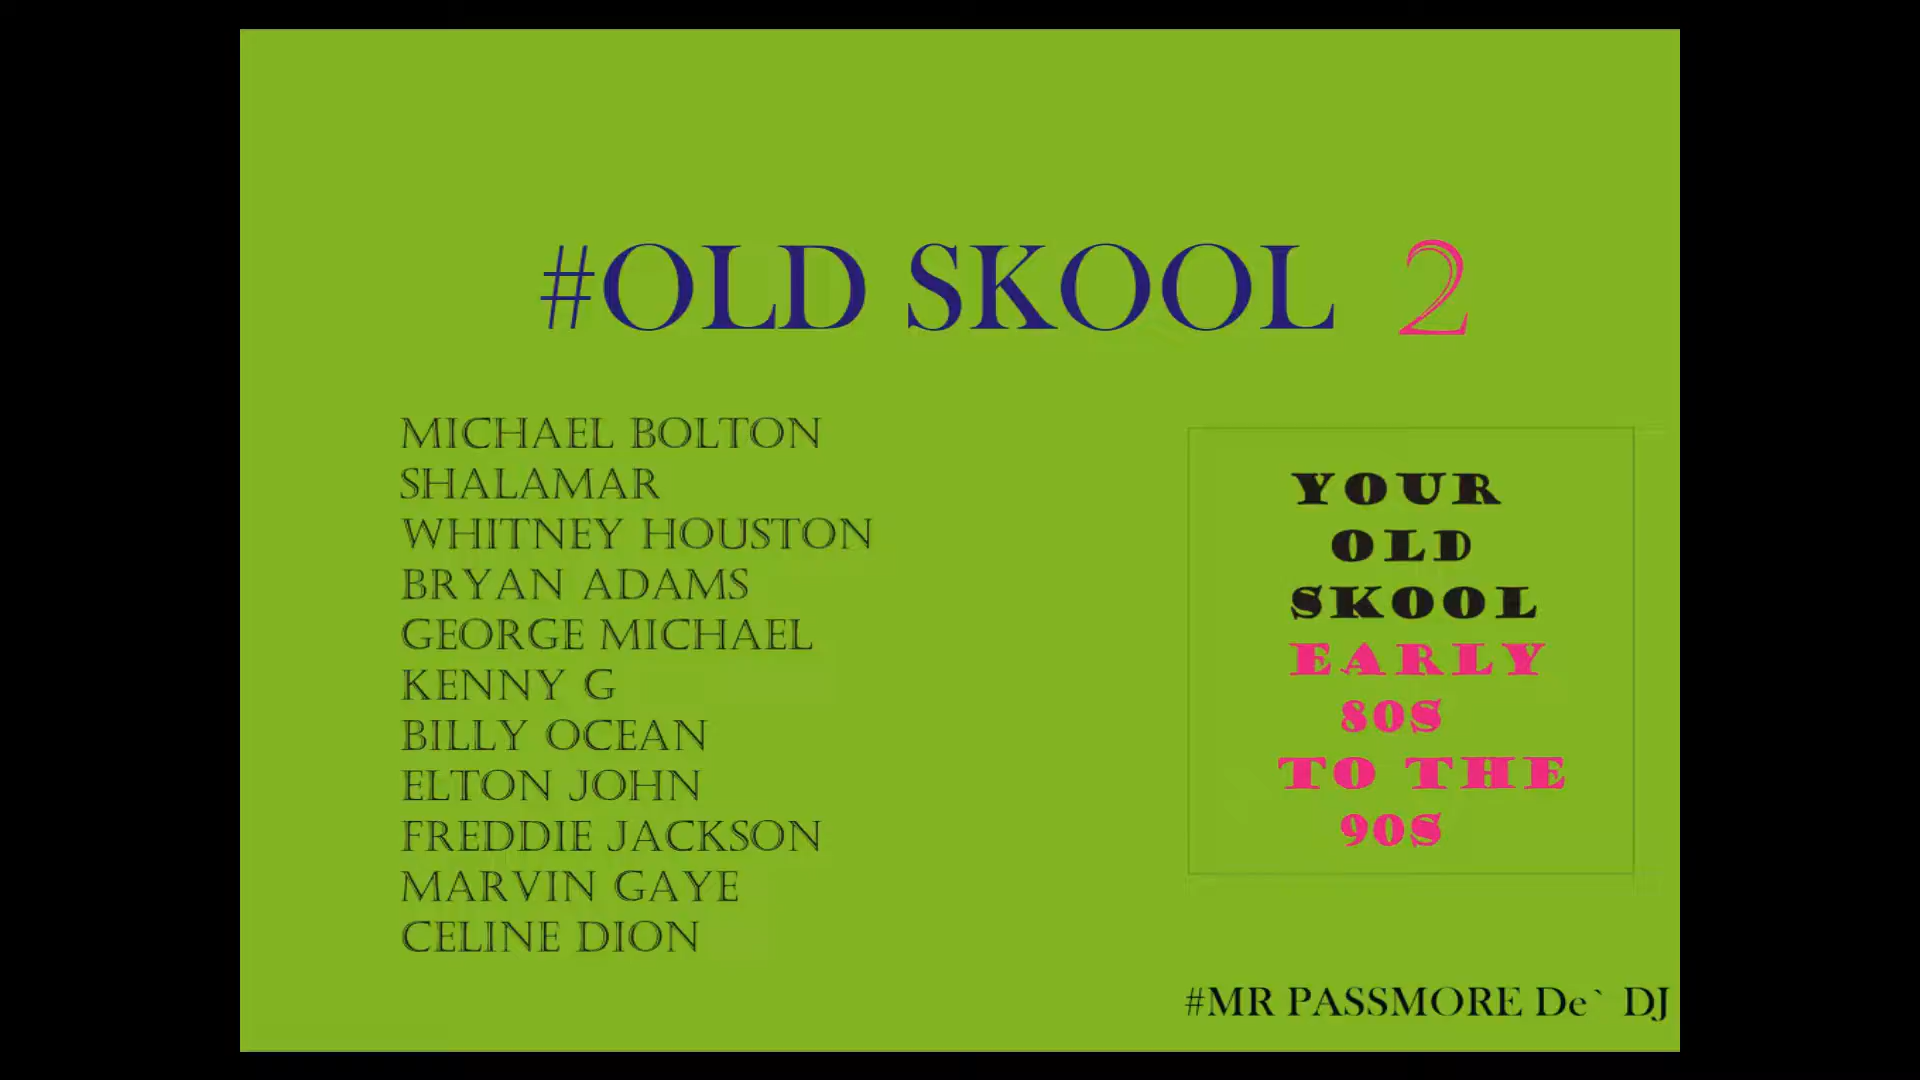 #OLD SKOOL 2
MICHAEL BOLTON
SHALAMAR
WHITNEY HOUSTON
BRYAN ADAMS
GEORGE MICHAEL
KENNY G
BILLY OCEAN
ELTON JOHN
FREDDIE JACKSON
MARVIN GAYE
CELINE DION
YOUR
OLD
SKOOL
EARLY
80S
TO THE
90S
#MR PASSMORE De` DJ